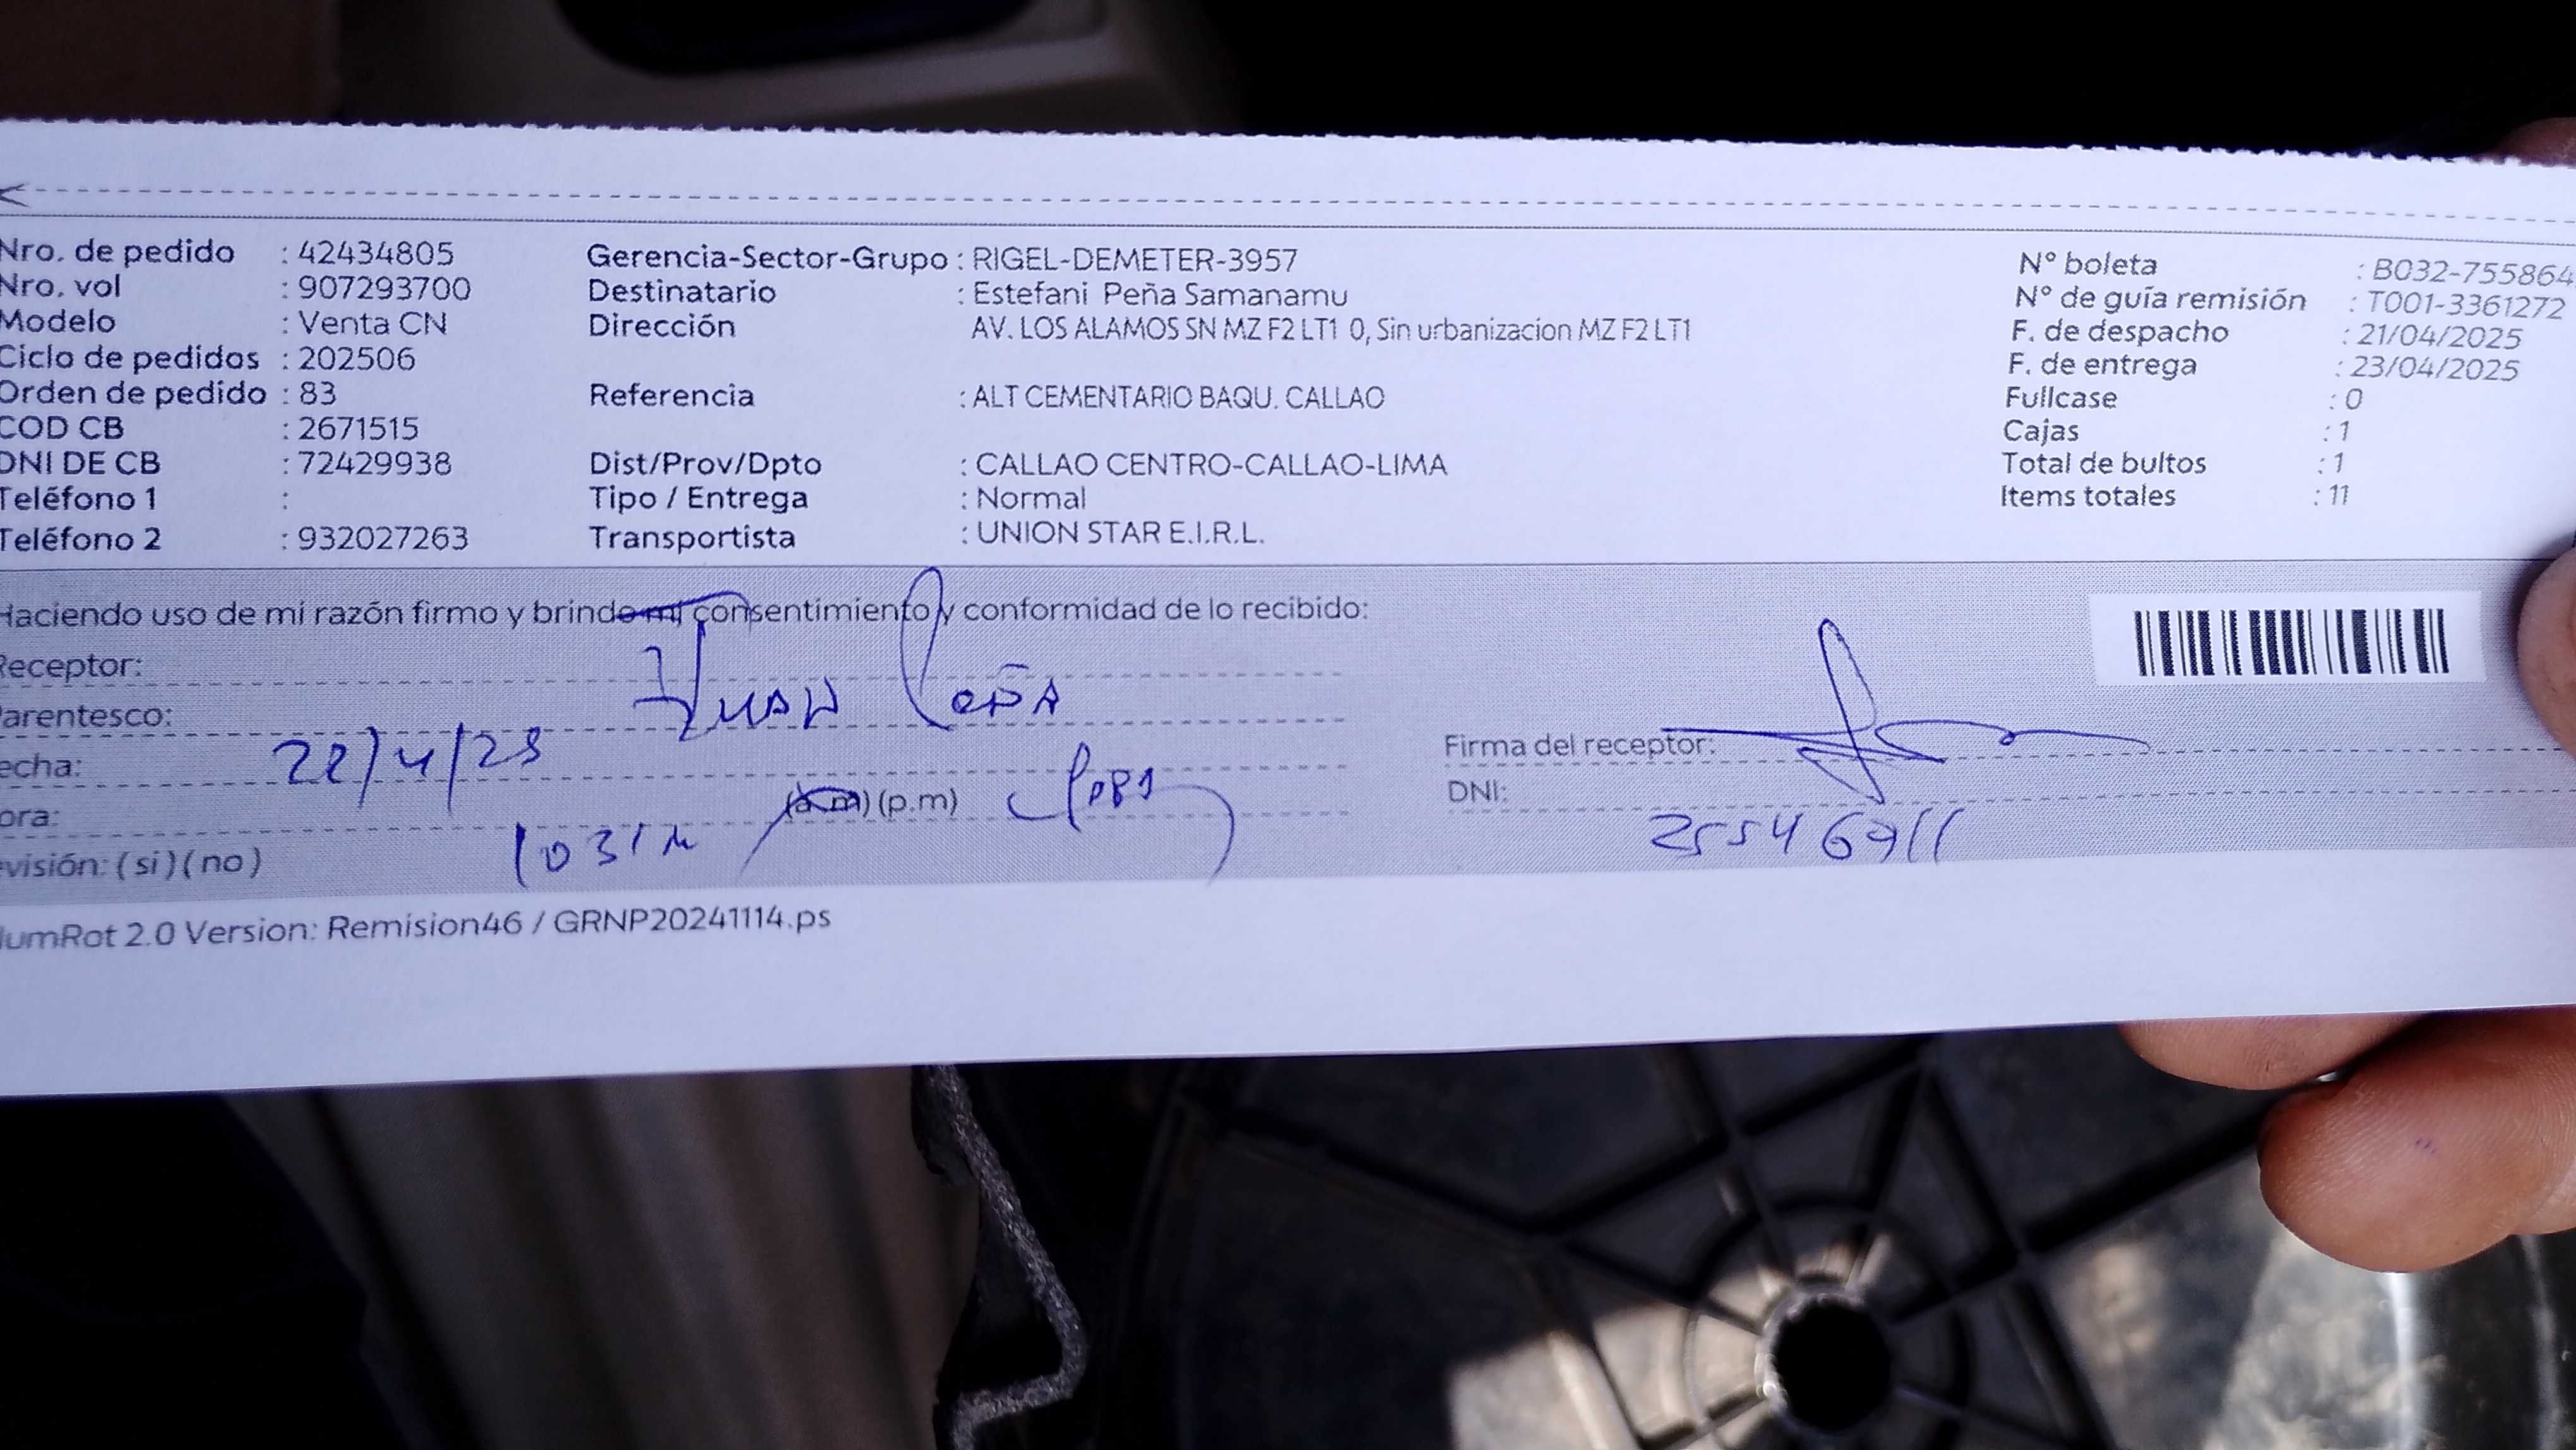 Nro. de pedido : 42434805
Nro. vol : 907293700
Modelo : Venta CN
Ciclo de pedidos : 202506
Orden de pedido : 83
COD CB : 2671515
DNI DE CB : 72429938
Teléfono 1 :
Teléfono 2 : 932027263
Gerencia-Sector-Grupo : RIGEL-DEMETER-3957
Destinatario : Estefani Peña Samanamu
Dirección AV. LOS ALAMOS SN MZ F2 LT1 0, Sin urbanizacion MZ F2 LT1
Referencia : ALT CEMENTARIO BAQU. CALLAO
Dist/Prov/Dpto : CALLAO CENTRO-CALLAO-LIMA
Tipo / Entrega : Normal
Transportista : UNION STAR E.I.R.L.
N° boleta : B032-755864
N° de guía remisión : T001-3361272
F. de despacho : 21/04/2025
F. de entrega : 23/04/2025
Fullcase : 0
Cajas : 1
Total de bultos : 1
Items totales : 11
Haciendo uso de mi razón firmo y brindo mi consentimiento y conformidad de lo recibido:
Receptor: Juan Peña
Parentesco:
echa: 22/4/25
ora: (a.m) (p.m)
evisión: (si) (no)
Firma del receptor:
DNI: 25546911
umRot 2.0 Version: Remision46 / GRNP20241114.ps